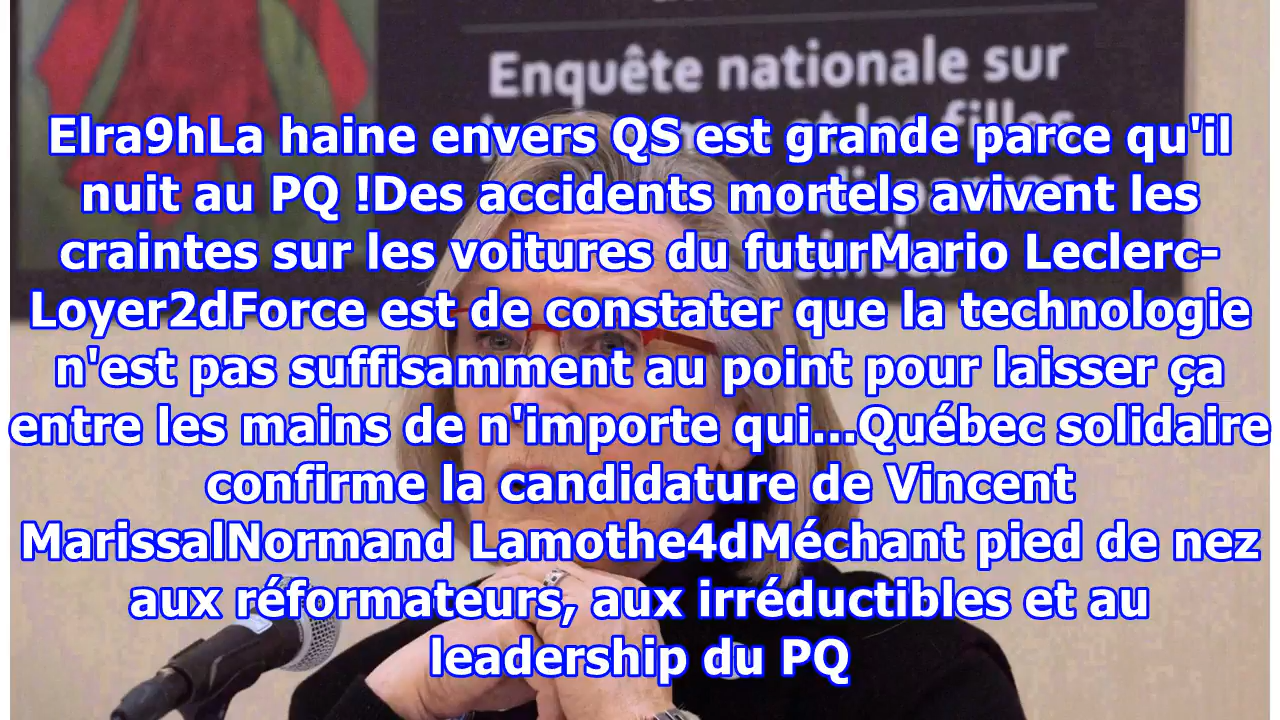 Enquête nationale sur
Elra9hLa haine envers QS est grande parce qu'il
nuit au PQ !Des accidents mortels avivent les
craintes sur les voitures du futurMario Leclerc-
Loyer2dForce est de constater que la technologie
n'est pas suffisamment au point pour laisser ça
entre les mains de n'importe qui...Québec solidaire
confirme la candidature de Vincent
MarissalNormand Lamothe4dMéchant pied de nez
aux réformateurs, aux irréductibles et au
leadership du PQ